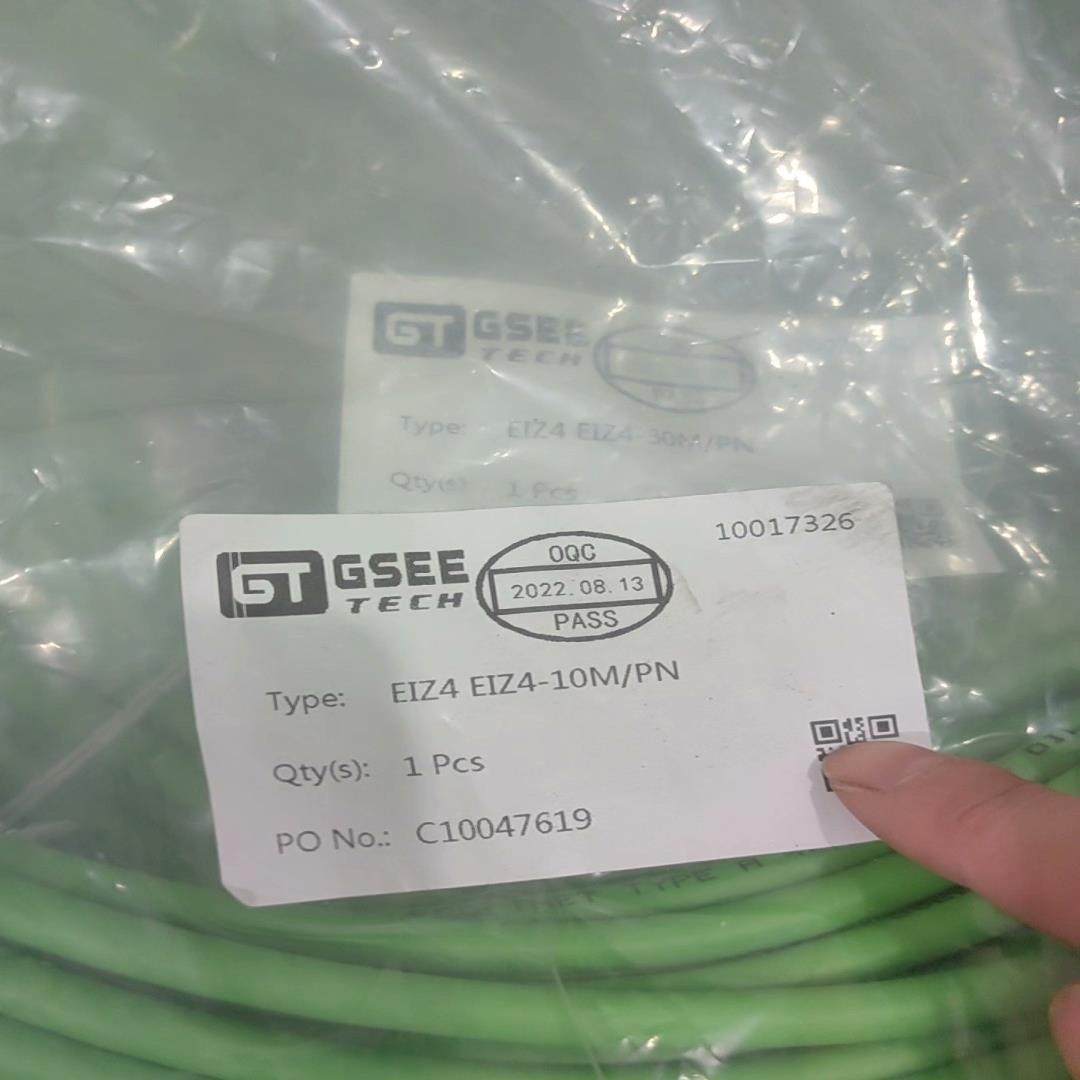 GT GSEE
TECH
Type: EIZ4 EIZ4-30M/PN
Qty(s): 1 Pcs
GT GSEE
TECH
OQC
2022.08.13
PASS
10017326
Type: EIZ4 EIZ4-10M/PN
Qty(s): 1 Pcs
PO No.: C10047619
TYPE A